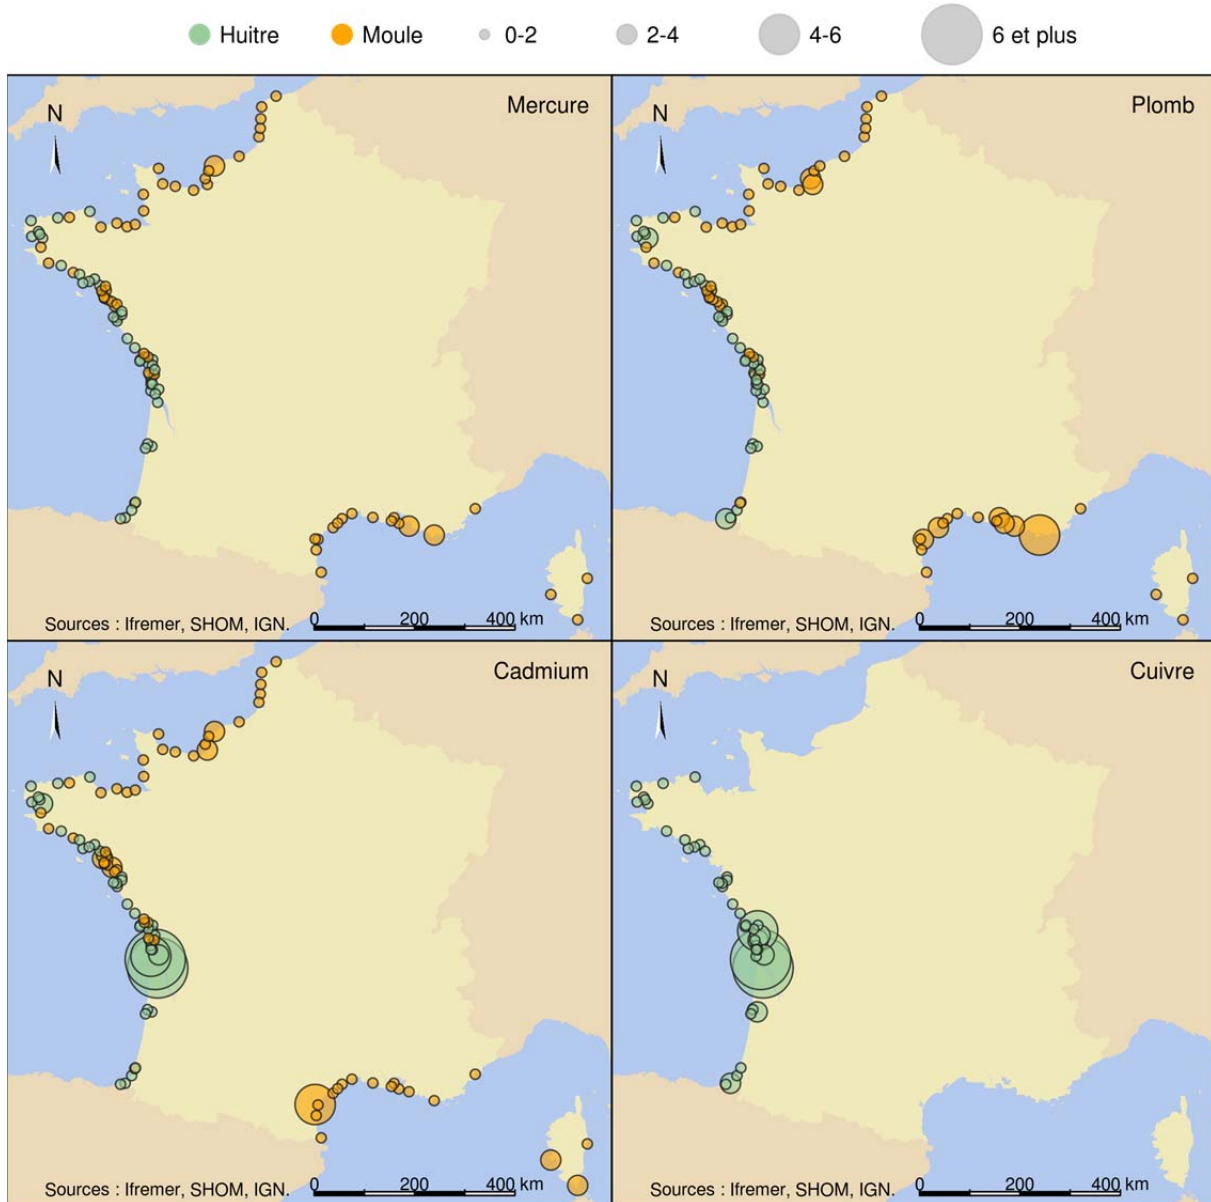 Huitre Moule 0-2 2-4 4-6 6 et plus
Mercure
N
Sources : Ifremer, SHOM, IGN.
0 200 400 km
Plomb
N
Sources : Ifremer, SHOM, IGN.
0 200 400 km
Cadmium
N
Sources : Ifremer, SHOM, IGN.
0 200 400 km
Cuivre
N
Sources : Ifremer, SHOM, IGN.
0 200 400 km